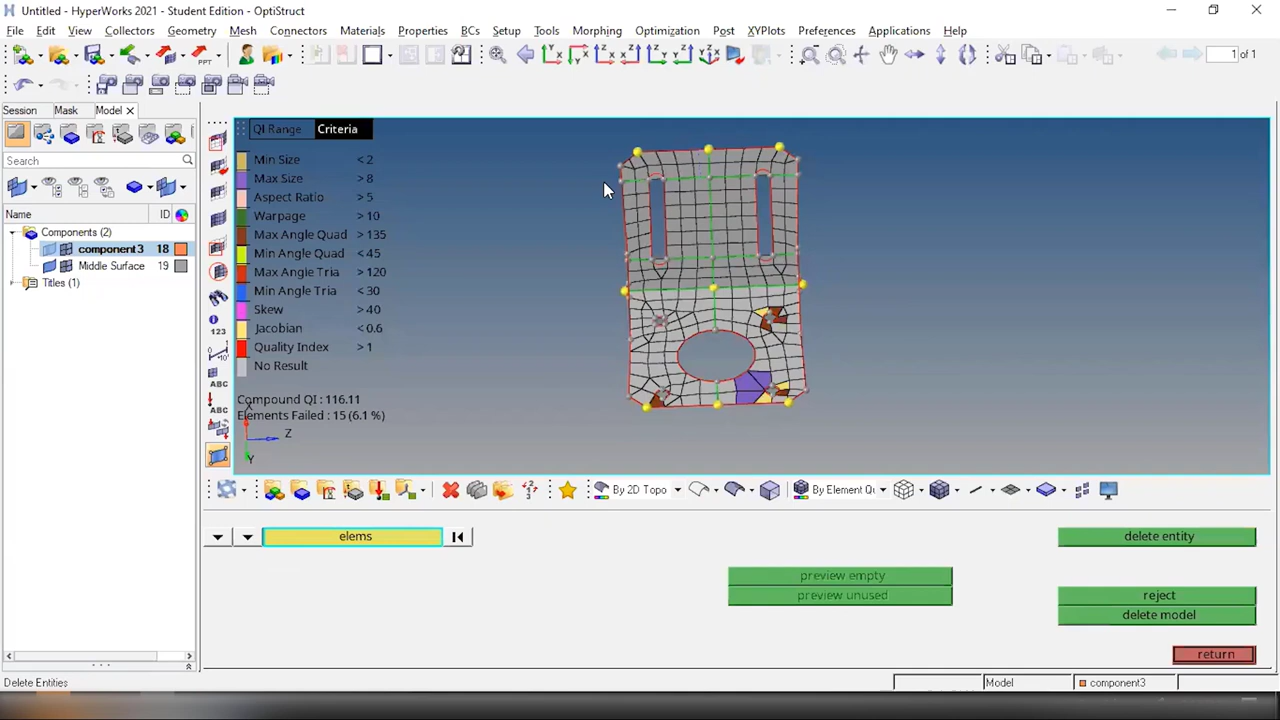 Untitled - HyperWorks 2021 - Student Edition - OptiStruct
File Edit View Collectors Geometry Mesh Connectors Materials Properties BCs Setup Tools Morphing Optimization Post XYPlots Preferences Applications Help
PPT
1 of 1
Session Mask Model
Search
Name ID
Components (2)
component3 18
Middle Surface 19
Titles (1)
123
ABC
ABC
QI Range Criteria
Min Size < 2
Max Size > 8
Aspect Ratio > 5
Warpage > 10
Max Angle Quad > 135
Min Angle Quad < 45
Max Angle Tria > 120
Min Angle Tria < 30
Skew > 40
Jacobian < 0.6
Quality Index > 1
No Result
Compound QI : 116.11
Elements Failed : 15 (6.1 %)
Z
Y
By 2D Topo
By Element Qu
elems
delete entity
preview empty
preview unused
reject
delete model
return
Delete Entities
Model
component3